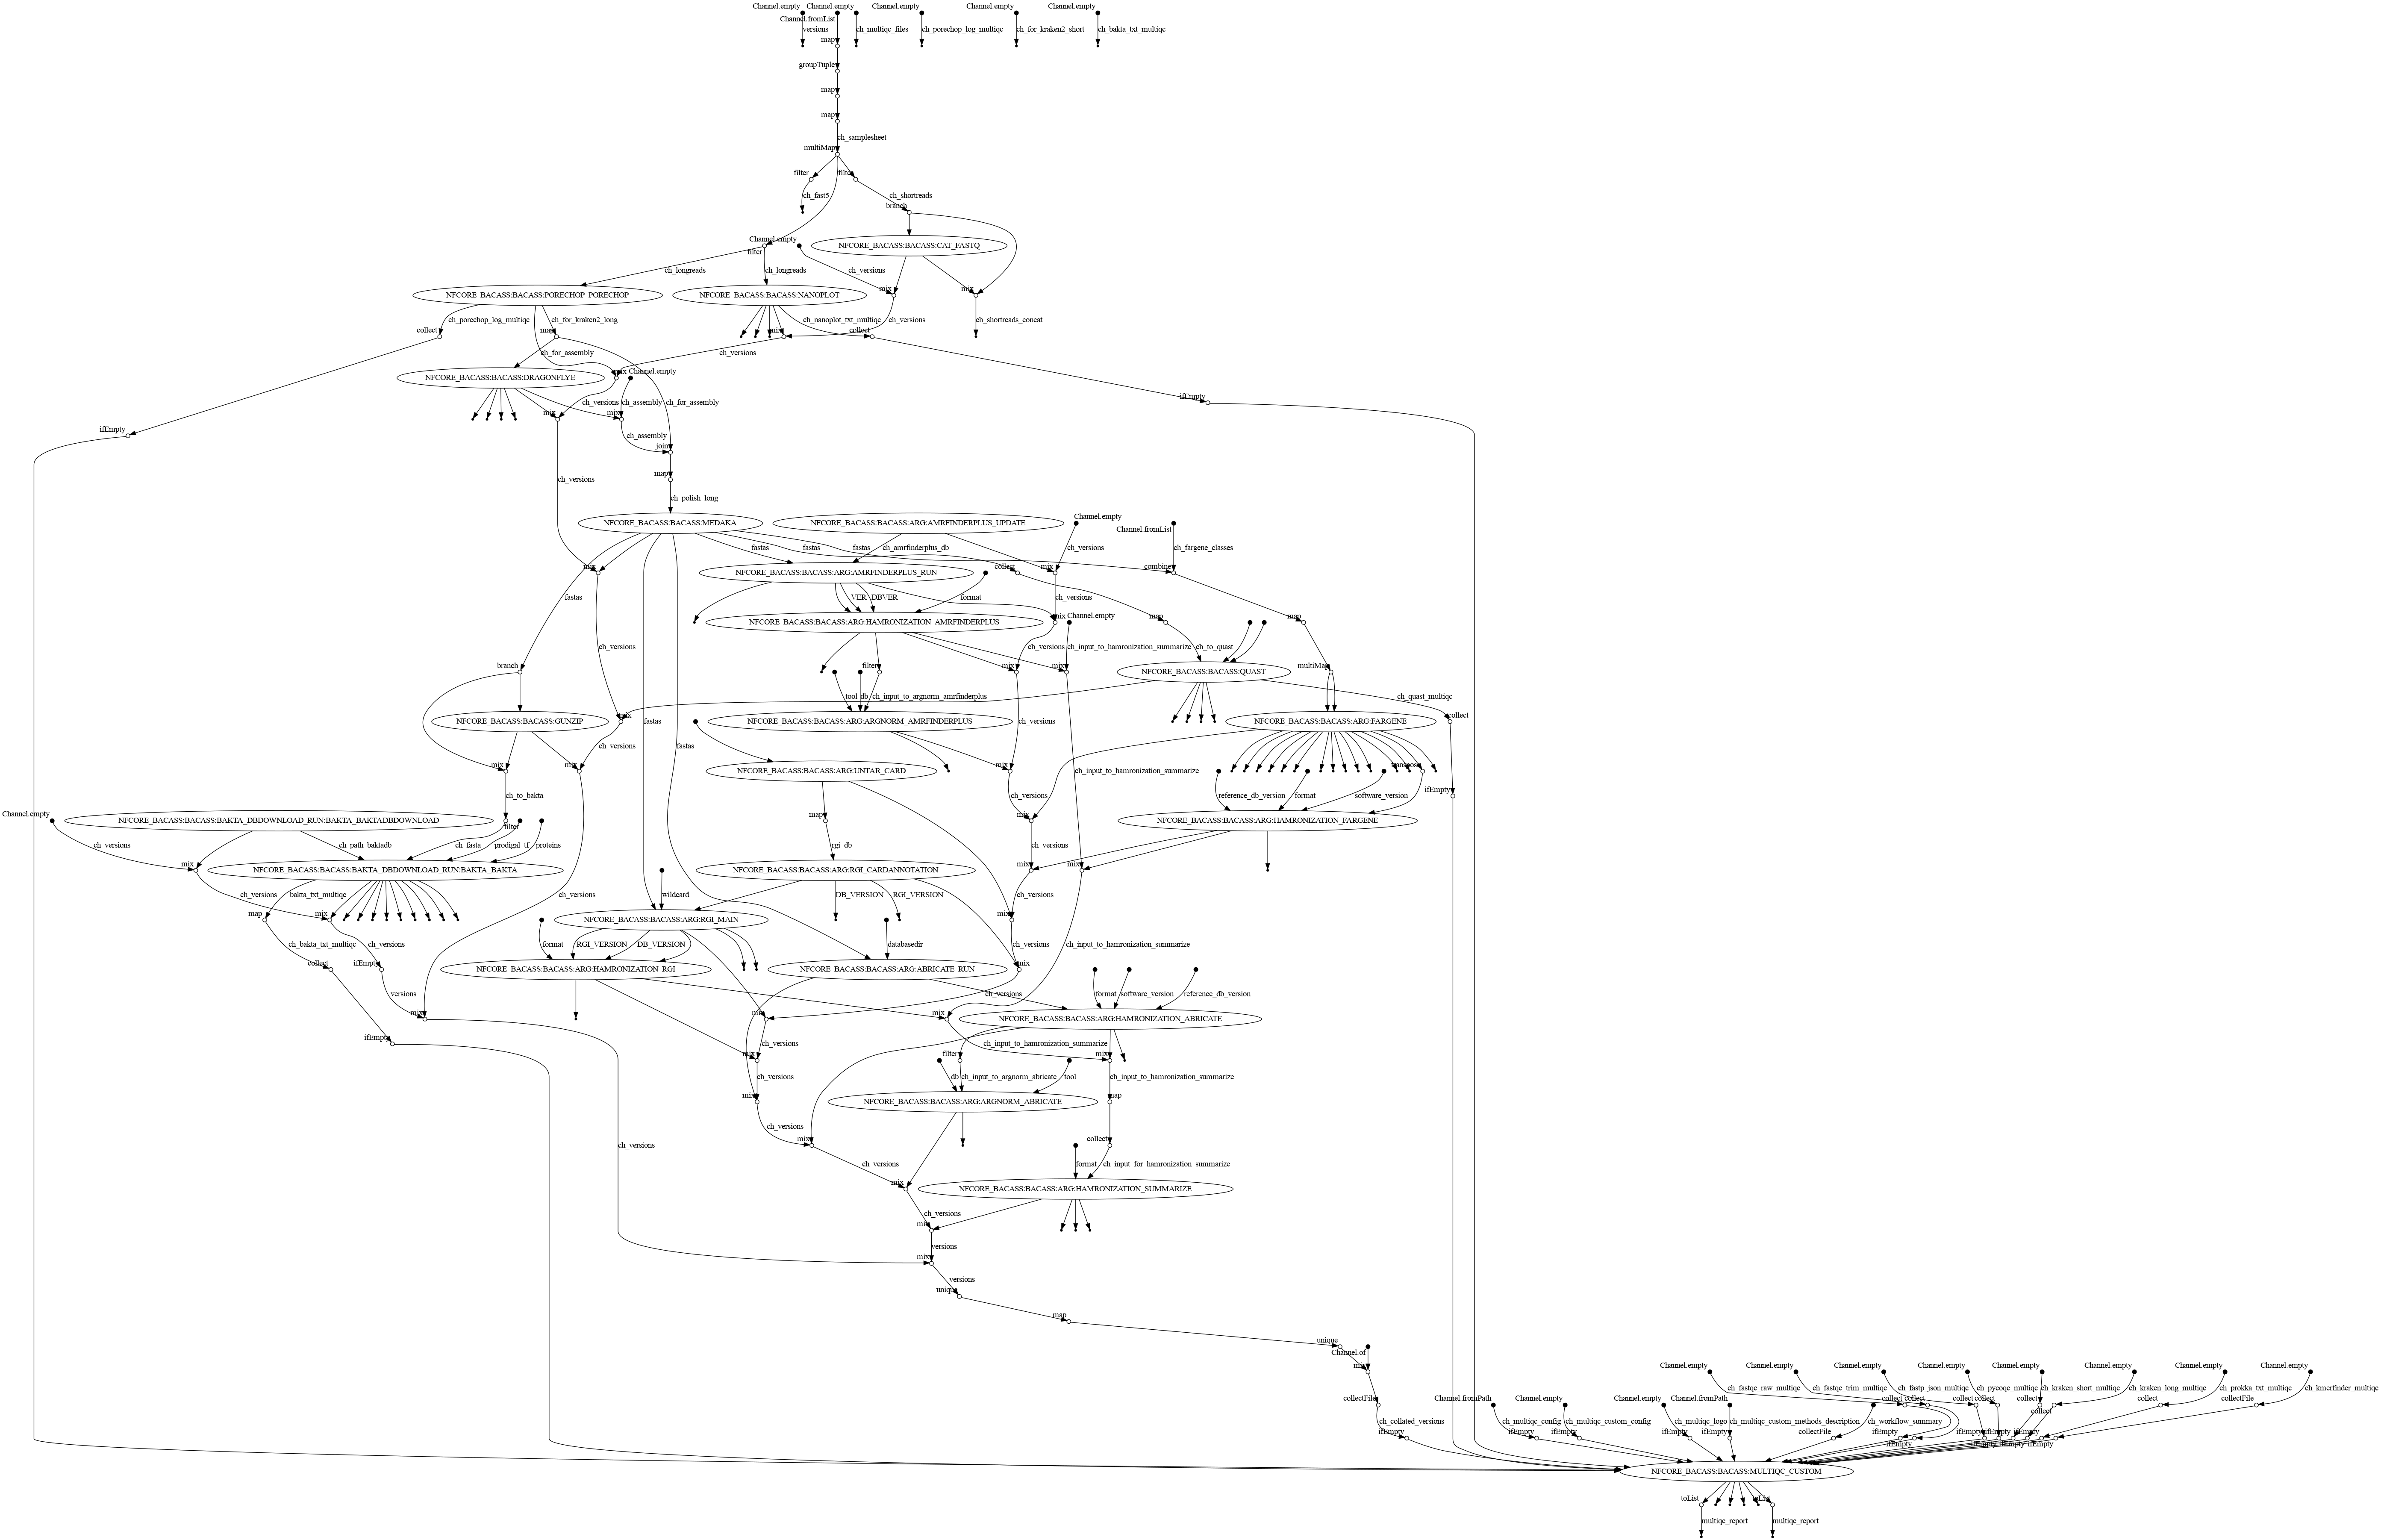 Channel.empty Channel.empty Channel.empty Channel.empty Channel.empty
Channel.fromList
versions ch_multiqc_files ch_porechop_log_multiqc ch_for_kraken2_short ch_bakta_txt_multiqc
map
groupTuple
map
map
ch_samplesheet
multiMap
filter filter
ch_fast5 ch_shortreads
branch
Channel.empty NFCORE_BACASS:BACASS:CAT_FASTQ
filter
ch_longreads ch_longreads ch_versions
mix mix
NFCORE_BACASS:BACASS:PORECHOP_PORECHOP NFCORE_BACASS:BACASS:NANOPLOT
ch_porechop_log_multiqc ch_for_kraken2_long ch_nanoplot_txt_multiqc ch_versions ch_shortreads_concat
collect map mix collect
ch_for_assembly ch_versions
mix Channel.empty
NFCORE_BACASS:BACASS:DRAGONFLYE
ch_versions ch_assembly ch_for_assembly ifEmpty
mix mix
ifEmpty ch_assembly
join
map
ch_versions
ch_polish_long
NFCORE_BACASS:BACASS:MEDAKA NFCORE_BACASS:BACASS:ARG:AMRFINDERPLUS_UPDATE Channel.empty Channel.fromList
fastas fastas fastas ch_amrfinderplus_db ch_versions ch_fargene_classes
mix NFCORE_BACASS:BACASS:ARG:AMRFINDERPLUS_RUN collect mix combine
fastas VER DBVER format ch_versions
NFCORE_BACASS:BACASS:ARG:HAMRONIZATION_AMRFINDERPLUS mix Channel.empty map map
ch_versions ch_versions ch_input_to_hamronization_summarize ch_to_quast
branch filter mix mix NFCORE_BACASS:BACASS:QUAST multiMap
tool db ch_input_to_argnorm_amrfinderplus ch_quast_multiqc
NFCORE_BACASS:BACASS:GUNZIP mix fastas NFCORE_BACASS:BACASS:ARG:ARGNORM_AMRFINDERPLUS ch_versions NFCORE_BACASS:BACASS:ARG:FARGENE collect
fastas ch_versions
mix mix NFCORE_BACASS:BACASS:ARG:UNTAR_CARD mix ch_input_to_hamronization_summarize
ch_to_bakta ch_versions reference_db_version format software_version ifEmpty
Channel.empty NFCORE_BACASS:BACASS:BAKTA_DBDOWNLOAD_RUN:BAKTA_BAKTADBDOWNLOAD filter map mix NFCORE_BACASS:BACASS:ARG:HAMRONIZATION_FARGENE
ch_versions ch_path_baktadb ch_fasta prodigal_tf proteins rgi_db ch_versions
mix NFCORE_BACASS:BACASS:BAKTA_DBDOWNLOAD_RUN:BAKTA_BAKTA NFCORE_BACASS:BACASS:ARG:RGI_CARDANNOTATION mix mix
ch_versions bakta_txt_multiqc ch_versions wildcard DB_VERSION RGI_VERSION ch_versions
map mix NFCORE_BACASS:BACASS:ARG:RGI_MAIN mix
ch_bakta_txt_multiqc ch_versions format RGI_VERSION DB_VERSION databasedir ch_versions ch_input_to_hamronization_summarize
collect ifEmpty NFCORE_BACASS:BACASS:ARG:HAMRONIZATION_RGI NFCORE_BACASS:BACASS:ARG:ABRICATE_RUN mix
versions ch_versions format software_version reference_db_version
mix mix mix NFCORE_BACASS:BACASS:ARG:HAMRONIZATION_ABRICATE
ifEmpty ch_versions ch_input_to_hamronization_summarize
mix filter mix
ch_versions db ch_input_to_argnorm_abricate tool ch_input_to_hamronization_summarize
mix NFCORE_BACASS:BACASS:ARG:ARGNORM_ABRICATE map
ch_versions
ch_versions mix collect
ch_versions format ch_input_for_hamronization_summarize
mix NFCORE_BACASS:BACASS:ARG:HAMRONIZATION_SUMMARIZE
ch_versions
mix
versions
mix
versions
unique
map
unique
Channel.of
mix Channel.empty Channel.empty Channel.empty Channel.empty Channel.empty Channel.empty Channel.empty Channel.empty
ch_fastqc_raw_multiqc ch_fastqc_trim_multiqc ch_fastp_json_multiqc ch_pycoqc_multiqc ch_kraken_short_multiqc ch_kraken_long_multiqc ch_prokka_txt_multiqc ch_kmerfinder_multiqc
collectFile Channel.fromPath Channel.empty Channel.empty Channel.fromPath collect collect collect collect collect collect collect collectFile
ch_collated_versions ch_multiqc_config ch_multiqc_custom_config ch_multiqc_logo ch_multiqc_custom_methods_description ch_workflow_summary
ifEmpty ifEmpty ifEmpty ifEmpty ifEmpty collectFile ifEmpty ifEmpty ifEmpty
ifEmpty ifEmpty ifEmpty ifEmpty
NFCORE_BACASS:BACASS:MULTIQC_CUSTOM
toList toList
multiqc_report multiqc_report